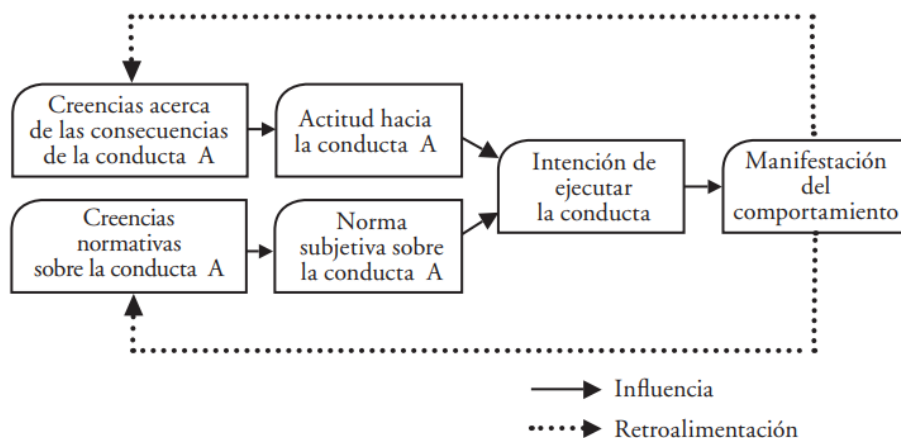 Creencias acerca
de las consecuencias
de la conducta A
Actitud hacia
la conducta A
Intención de
ejecutar
la conducta
Manifestación
del
comportamiento
Creencias
normativas
sobre la conducta A
Norma
subjetiva sobre
la conducta A
Influencia
Retroalimentación